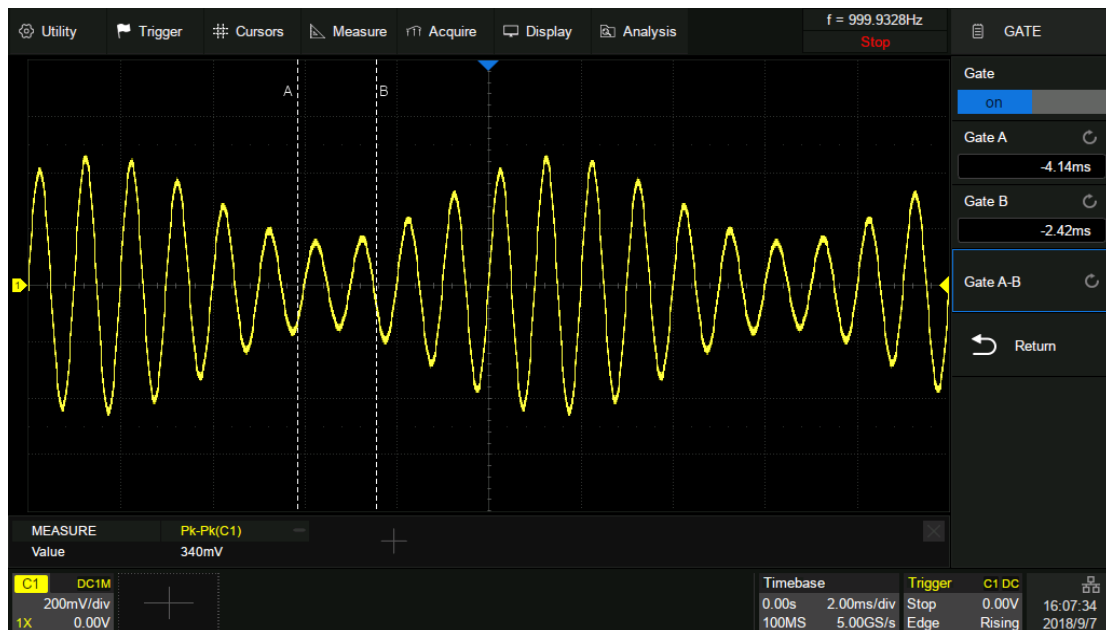 Utility Trigger Cursors Measure Acquire Display Analysis
f = 999.9328Hz
Stop
GATE
Gate
on
Gate A
-4.14ms
Gate B
-2.42ms
Gate A-B
Return
A B
1
MEASURE Pk-Pk(C1)
Value 340mV
C1 DC1M
200mV/div
1X 0.00V
Timebase
0.00s 2.00ms/div
100MS 5.00GS/s
Trigger C1 DC
Stop 0.00V
Edge Rising
16:07:34
2018/9/7